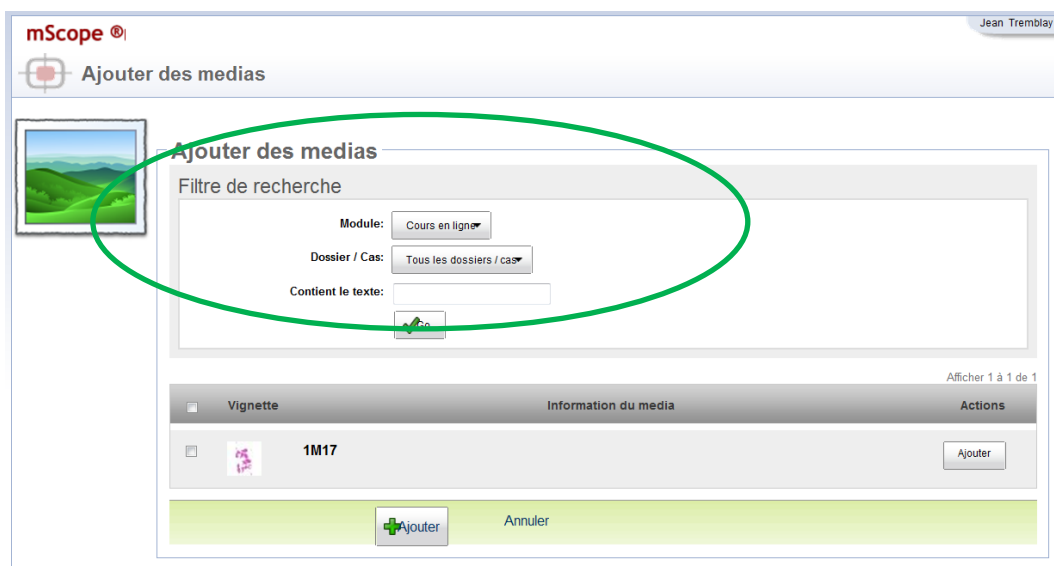 mScope ®
Jean Tremblay
Ajouter des medias
Ajouter des medias
Filtre de recherche
Module: Cours en ligne
Dossier / Cas: Tous les dossiers / cas
Contient le texte:
Go
Afficher 1 à 1 de 1
Vignette Information du media Actions
1M17 Ajouter
Ajouter Annuler